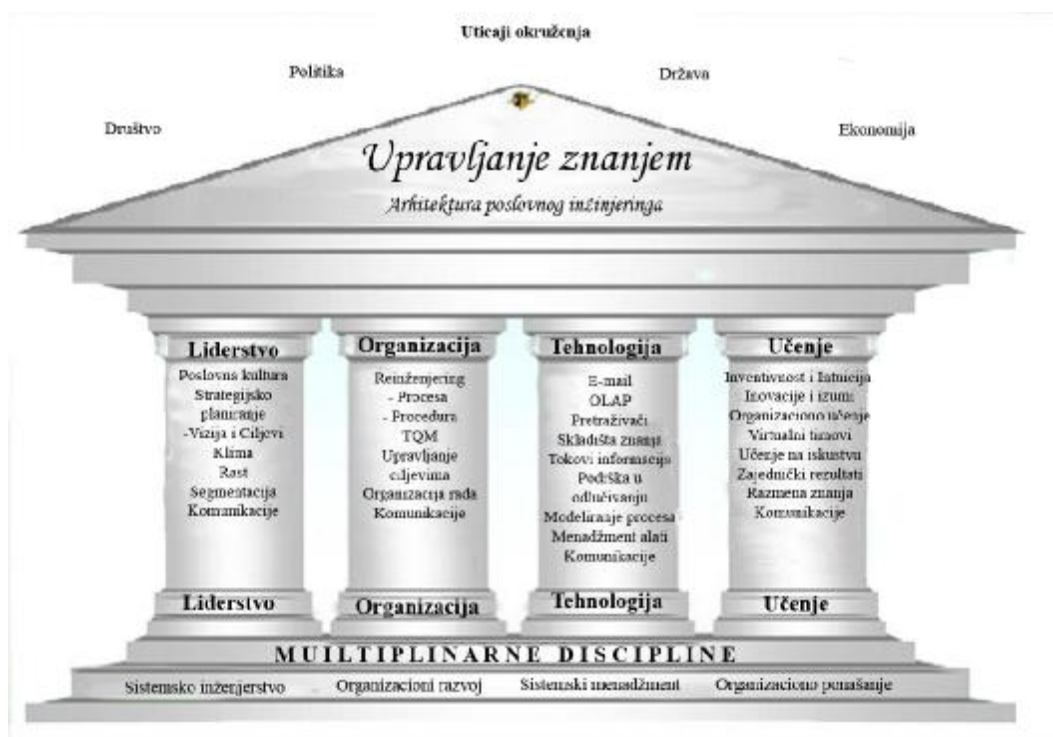 Uticaji okruženja
Politika
Država
Društvo
Ekonomija
Upravljanje znanjem
Arhitektura poslovnog inžinjeringa
Liderstvo
Poslovna kultura
Strategijsko
planiranje
-Vizija i Ciljevi
Klima
Rast
Segmentacija
Komunikacije
Liderstvo
Organizacija
Reinženjering
- Procesa
- Procedura
TQM
Upravljanje
ciljevima
Organizacija rada
Komunikacije
Organizacija
Tehnologija
E-mail
OLAP
Pretraživači
Skladišta znanja
Tokovi informacija
Podrška u
odlučivanju
Modeliranje procesa
Menadžment alati
Komunikacije
Tehnologija
Učenje
Inventivnost i Intuicija
Inovacije i izumi
Organizaciono učenje
Virtualni timovi
Učenje na iskustvu
Zajednički rezultati
Razmena znanja
Komunikacije
Učenje
MUILTIPLINARNE DISCIPLINE
Sistemsko inženjerstvo
Organizacioni razvoj
Sistemski menadžment
Organizaciono ponašanje